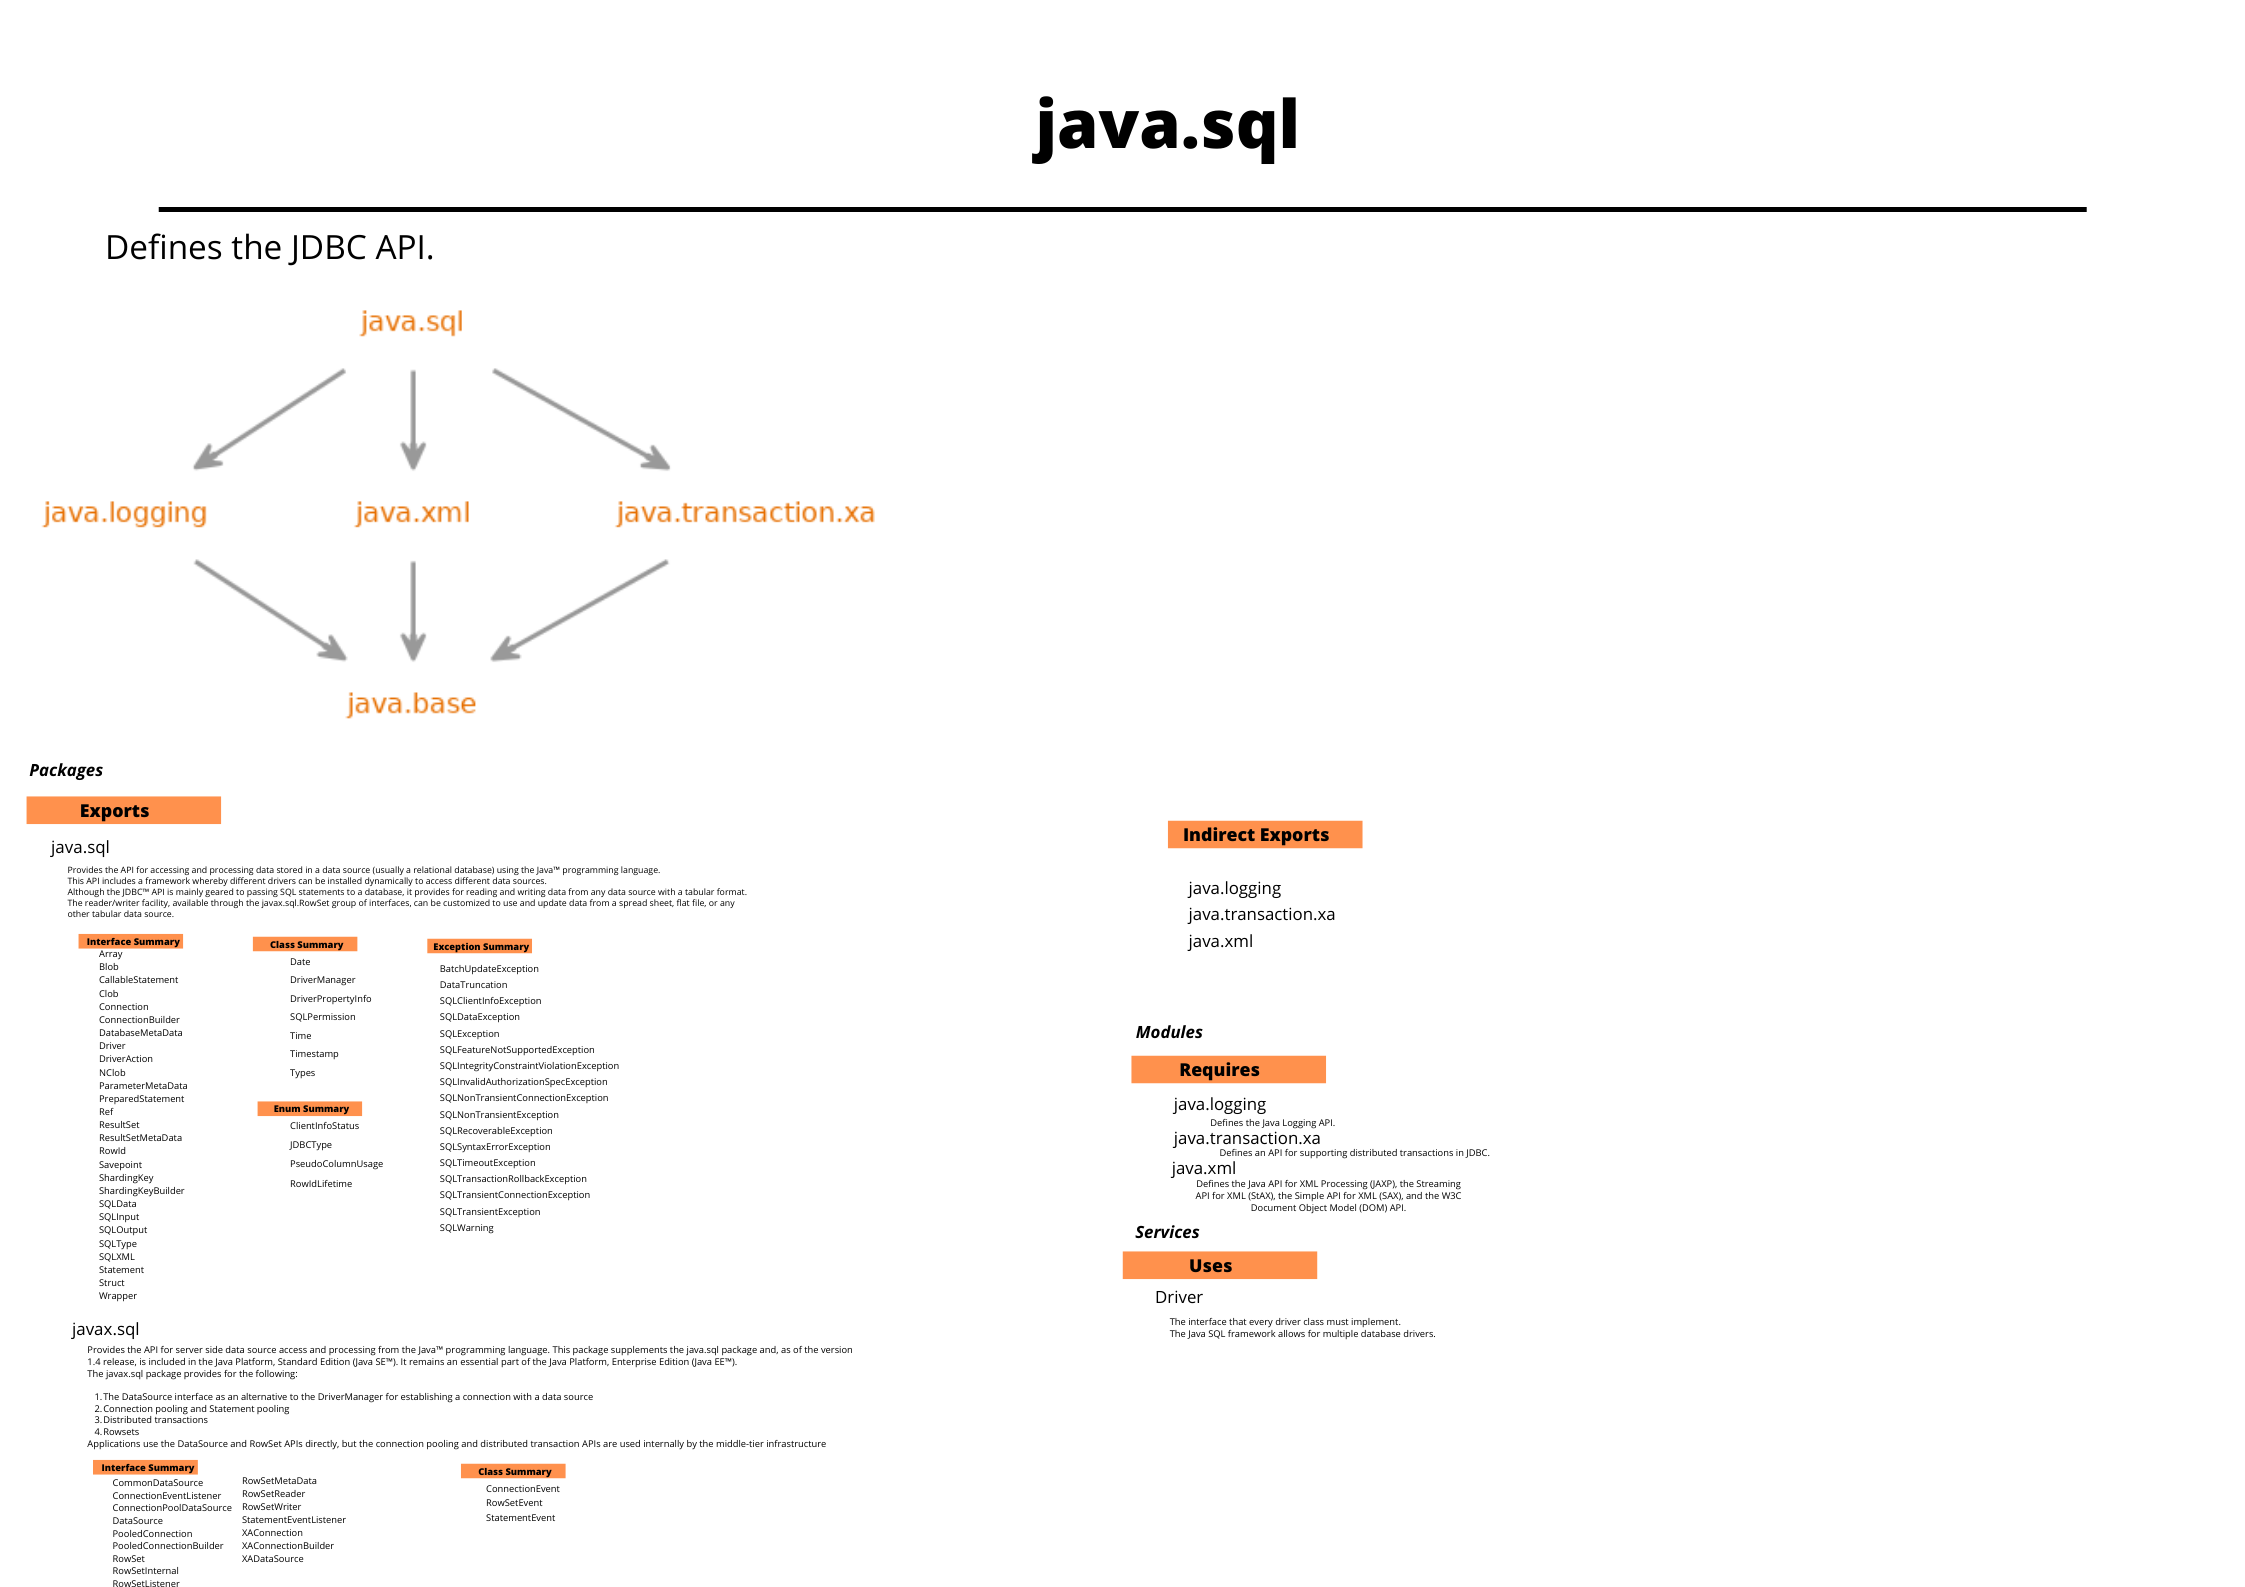 java.sql
Defines the JDBC API.
java.sql
java.logging
java.xml
java.transaction.xa
java.base
Packages
Exports
java.sql
Provides the API for accessing and processing data stored in a data source (usually a relational database) using the Java™ programming language.
This API includes a framework whereby different drivers can be installed dynamically to access different data sources.
Although the JDBC™ API is mainly geared to passing SQL statements to a database, it provides for reading and writing data from any data source with a tabular format.
The reader/writer facility, available through the javax.sql.RowSet group of interfaces, can be customized to use and update data from a spread sheet, flat file, or any
other tabular data source.
Interface Summary
Array
Blob
CallableStatement
Clob
Connection
ConnectionBuilder
DatabaseMetaData
Driver
DriverAction
NClob
ParameterMetaData
PreparedStatement
Ref
ResultSet
ResultSetMetaData
RowId
Savepoint
ShardingKey
ShardingKeyBuilder
SQLData
SQLInput
SQLOutput
SQLType
SQLXML
Statement
Struct
Wrapper
Class Summary
Date
DriverManager
DriverPropertyInfo
SQLPermission
Time
Timestamp
Types
Enum Summary
ClientInfoStatus
JDBCType
PseudoColumnUsage
RowIdLifetime
Exception Summary
BatchUpdateException
DataTruncation
SQLClientInfoException
SQLDataException
SQLException
SQLFeatureNotSupportedException
SQLIntegrityConstraintViolationException
SQLInvalidAuthorizationSpecException
SQLNonTransientConnectionException
SQLNonTransientException
SQLRecoverableException
SQLSyntaxErrorException
SQLTimeoutException
SQLTransactionRollbackException
SQLTransientConnectionException
SQLTransientException
SQLWarning
javax.sql
Provides the API for server side data source access and processing from the Java™ programming language. This package supplements the java.sql package and, as of the version
1.4 release, is included in the Java Platform, Standard Edition (Java SE™). It remains an essential part of the Java Platform, Enterprise Edition (Java EE™).
The javax.sql package provides for the following:
1. The DataSource interface as an alternative to the DriverManager for establishing a connection with a data source
2. Connection pooling and Statement pooling
3. Distributed transactions
4. Rowsets
Applications use the DataSource and RowSet APIs directly, but the connection pooling and distributed transaction APIs are used internally by the middle-tier infrastructure
Interface Summary
CommonDataSource
ConnectionEventListener
ConnectionPoolDataSource
DataSource
PooledConnection
PooledConnectionBuilder
RowSet
RowSetInternal
RowSetListener
RowSetMetaData
RowSetReader
RowSetWriter
StatementEventListener
XAConnection
XAConnectionBuilder
XADataSource
Class Summary
ConnectionEvent
RowSetEvent
StatementEvent
Indirect Exports
java.logging
java.transaction.xa
java.xml
Modules
Requires
java.logging
Defines the Java Logging API.
java.transaction.xa
Defines an API for supporting distributed transactions in JDBC.
java.xml
Defines the Java API for XML Processing (JAXP), the Streaming
API for XML (StAX), the Simple API for XML (SAX), and the W3C
Document Object Model (DOM) API.
Services
Uses
Driver
The interface that every driver class must implement.
The Java SQL framework allows for multiple database drivers.